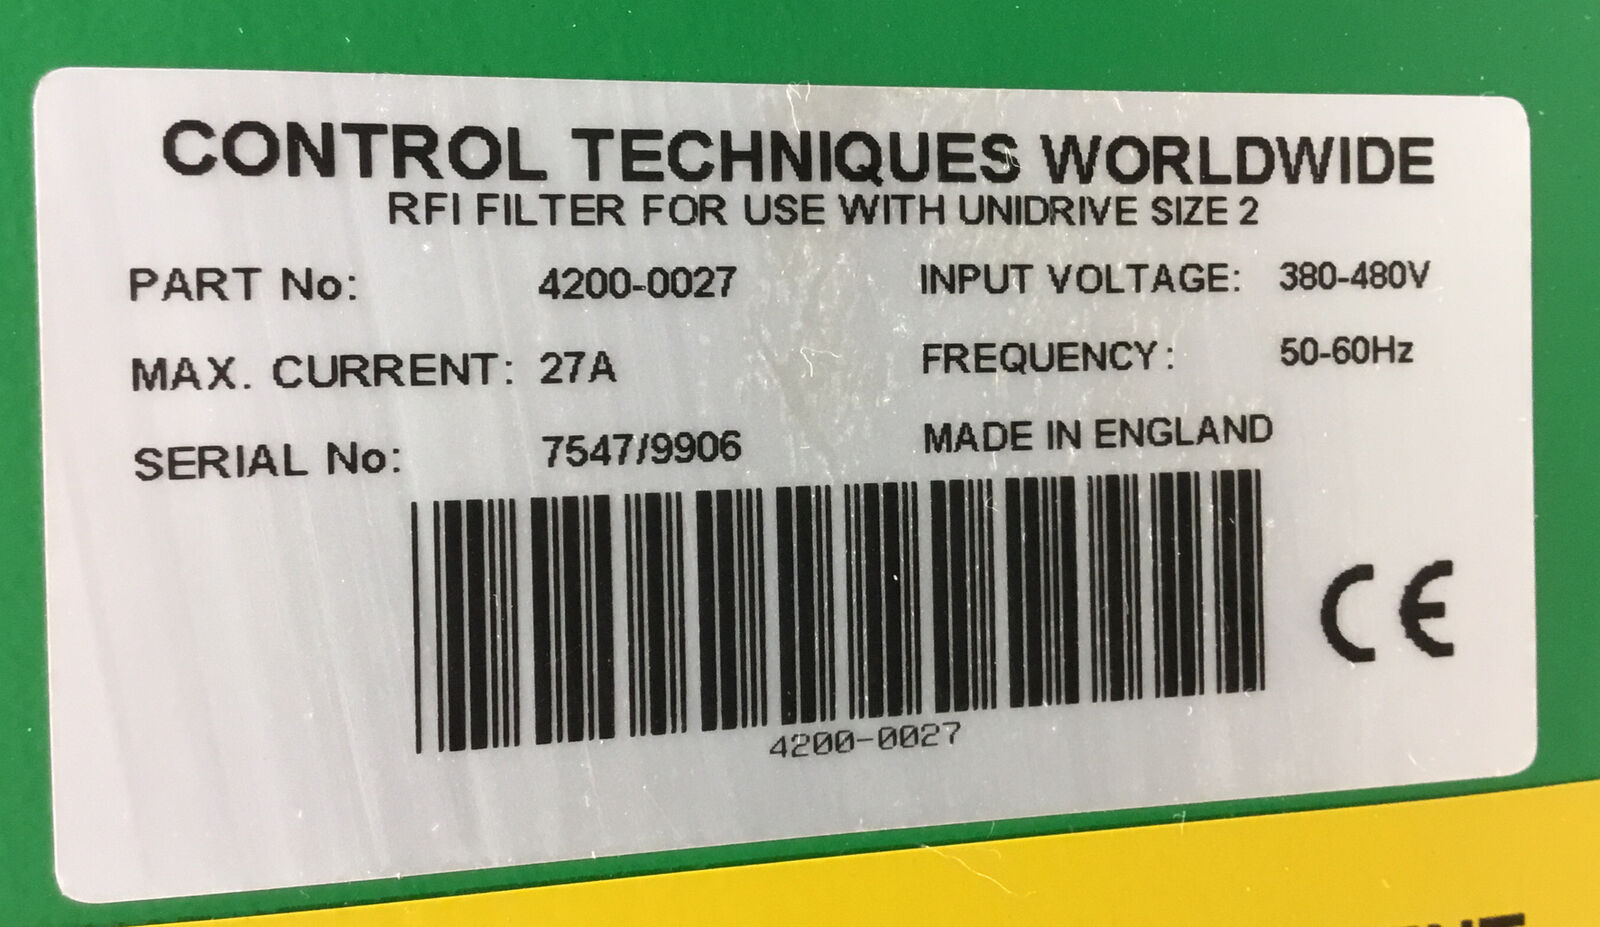 CONTROL TECHNIQUES WORLDWIDE
RFI FILTER FOR USE WITH UNIDRIVE SIZE 2
PART No: 4200-0027 INPUT VOLTAGE: 380-480V
MAX. CURRENT: 27A FREQUENCY: 50-60Hz
SERIAL No: 7547/9906 MADE IN ENGLAND
CE
4200-0027